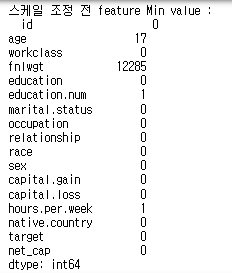 스케일 조정 전 feature Min value :
id 0
age 17
workclass 0
fnlwgt 12285
education 0
education.num 1
marital.status 0
occupation 0
relationship 0
race 0
sex 0
capital.gain 0
capital.loss 0
hours.per.week 1
native.country 0
target 0
net_cap 0
dtype: int64